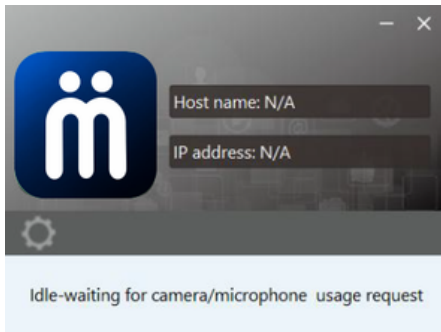 Host name: N/A
IP address: N/A
Idle-waiting for camera/microphone usage request